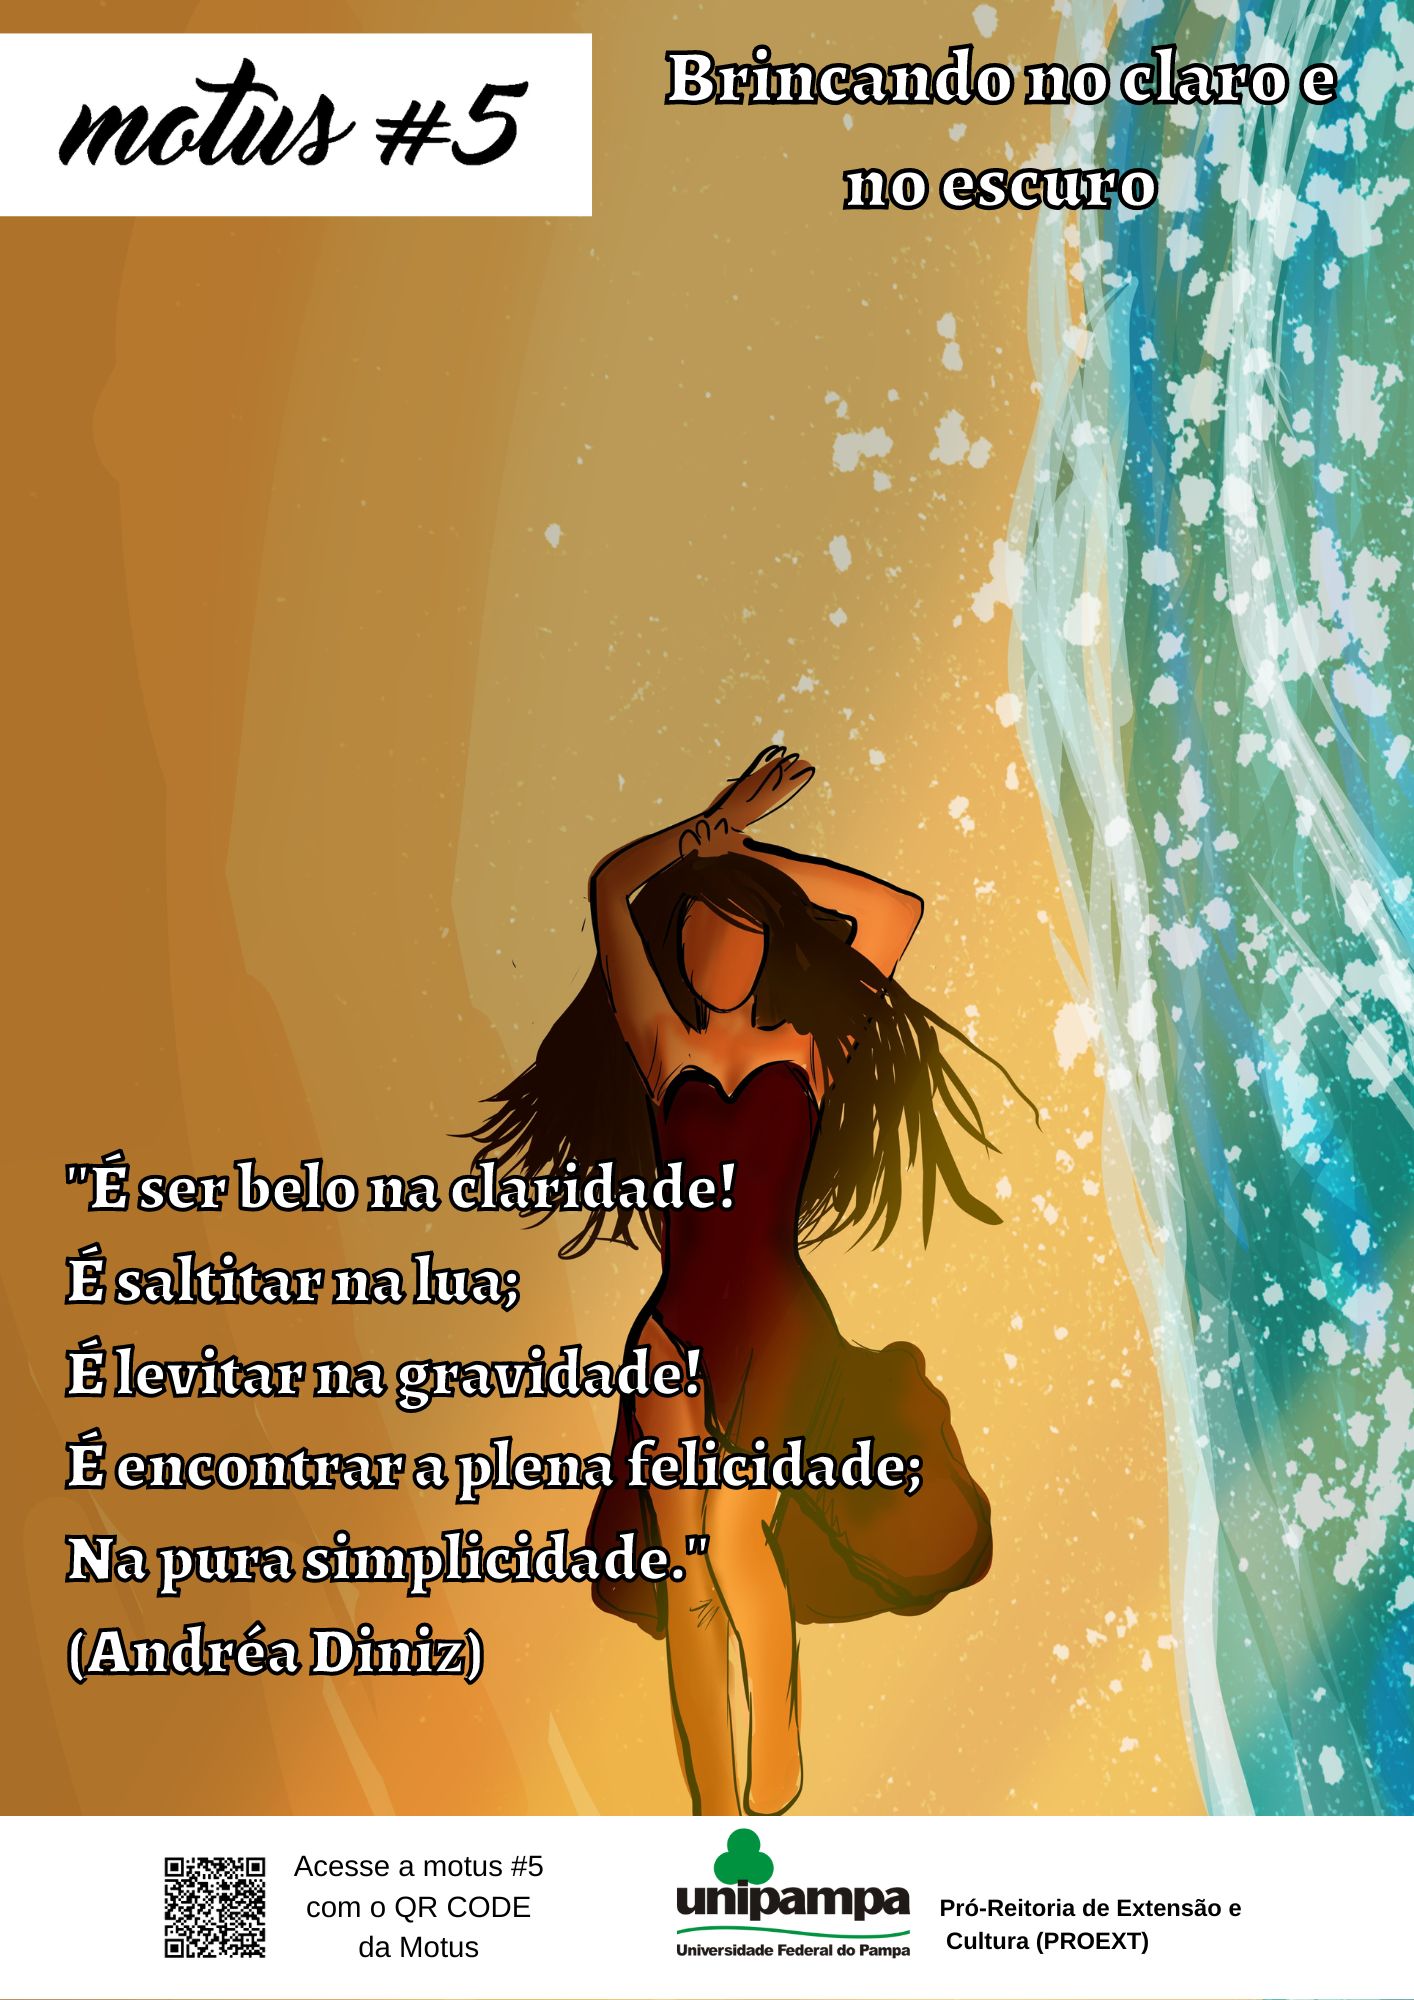 motus #5
Brincando no claro e
no escuro
"É ser belo na claridade!
É saltitar na lua;
É levitar na gravidade!
É encontrar a plena felicidade;
Na pura simplicidade."
(Andréa Diniz)
Acesse a motus #5
com o QR CODE
da Motus
unipampa
Universidade Federal do Pampa
Pró-Reitoria de Extensão e
Cultura (PROEXT)